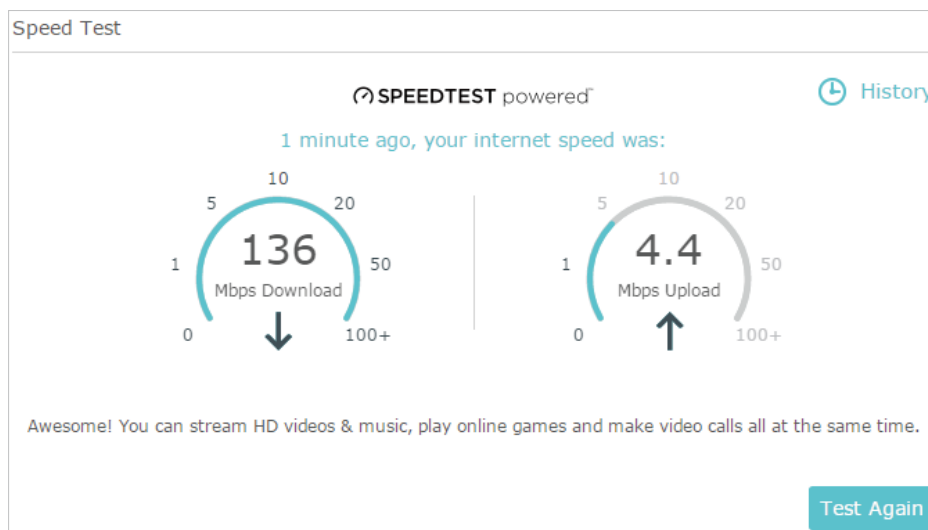 Speed Test
SPEEDTEST powered™
History
1 minute ago, your internet speed was:
10
5 20
136
1 50
Mbps Download
0 100+
10
5 20
4.4
1 50
Mbps Upload
0 100+
Awesome! You can stream HD videos & music, play online games and make video calls all at the same time.
Test Again